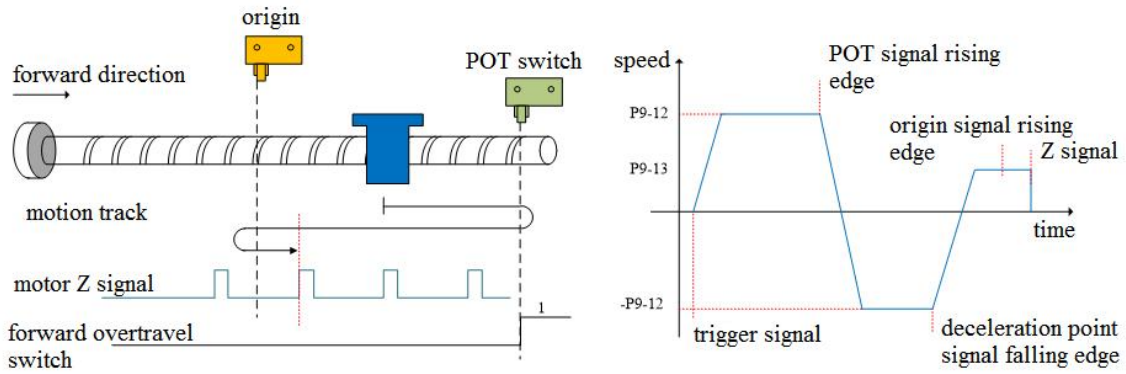 origin
POT switch
forward direction
motion track
motor Z signal
1
forward overtravel
switch
speed
POT signal rising
edge
P9-12
origin signal rising
edge
Z signal
P9-13
time
-P9-12
trigger signal
deceleration point
signal falling edge